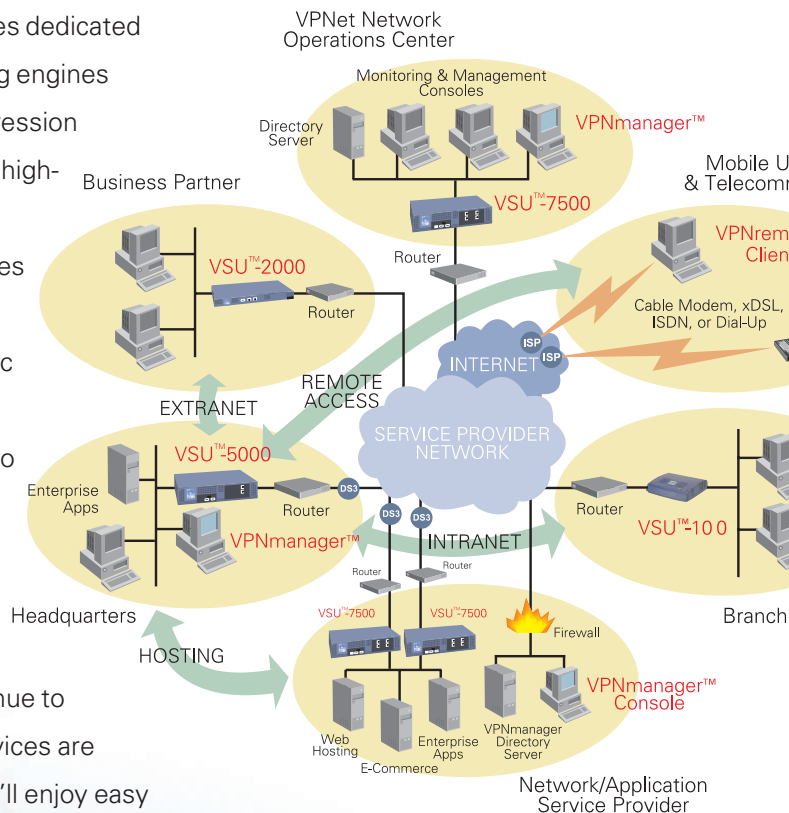 es dedicated
g engines
ression
high-
es
c
o
nue to
vices are
'll enjoy easy
VPNet Network
Operations Center
Monitoring & Management
Consoles
Directory
Server
VPNmanager™
VSU™-7500
Router
Business Partner
VSU™-2000
Router
Mobile U
& Telecomm
VPNrem
Clien
Cable Modem, xDSL,
ISDN, or Dial-Up
ISP
ISP
INTERNET
REMOTE
ACCESS
EXTRANET
SERVICE PROVIDER
NETWORK
VSU™-5000
Enterprise
Apps
Router
DS3
DS3
DS3
VPNmanager™
INTRANET
Headquarters
Router
VSU™-10 0
Branch
HOSTING
Router
Router
VSU™-7500
VSU™-7500
Firewall
Web
Hosting
E-Commerce
Enterprise
Apps
VPNmanager
Directory
Server
VPNmanager™
Console
Network/Application
Service Provider